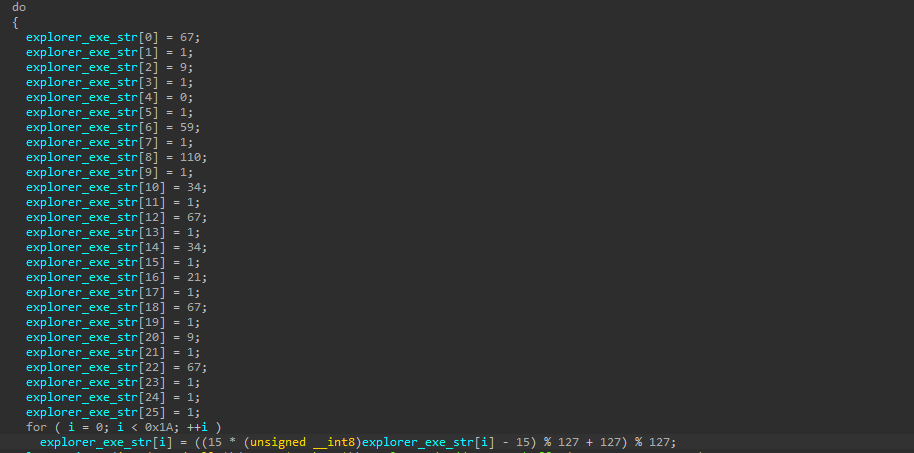 do
{
explorer_exe_str[0] = 67;
explorer_exe_str[1] = 1;
explorer_exe_str[2] = 9;
explorer_exe_str[3] = 1;
explorer_exe_str[4] = 0;
explorer_exe_str[5] = 1;
explorer_exe_str[6] = 59;
explorer_exe_str[7] = 1;
explorer_exe_str[8] = 110;
explorer_exe_str[9] = 1;
explorer_exe_str[10] = 34;
explorer_exe_str[11] = 1;
explorer_exe_str[12] = 67;
explorer_exe_str[13] = 1;
explorer_exe_str[14] = 34;
explorer_exe_str[15] = 1;
explorer_exe_str[16] = 21;
explorer_exe_str[17] = 1;
explorer_exe_str[18] = 67;
explorer_exe_str[19] = 1;
explorer_exe_str[20] = 9;
explorer_exe_str[21] = 1;
explorer_exe_str[22] = 67;
explorer_exe_str[23] = 1;
explorer_exe_str[24] = 1;
explorer_exe_str[25] = 1;
for ( i = 0; i < 0x1A; ++i )
explorer_exe_str[i] = ((15 * (unsigned __int8)explorer_exe_str[i] - 15) % 127 + 127) % 127;